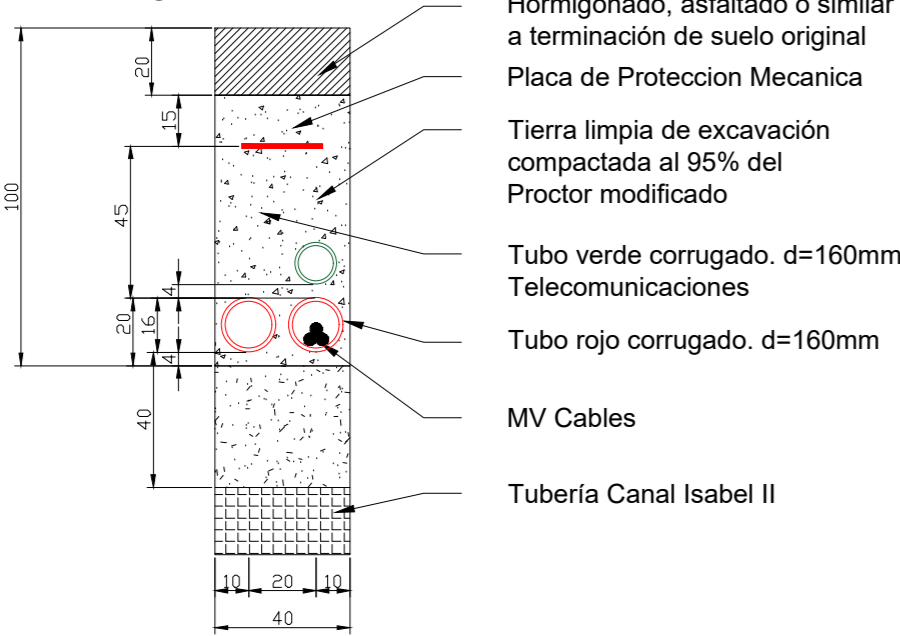 Hormigonado, asfaltado o similar
a terminación de suelo original
Placa de Proteccion Mecanica
Tierra limpia de excavación
compactada al 95% del
Proctor modificado
Tubo verde corrugado. d=160mm
Telecomunicaciones
Tubo rojo corrugado. d=160mm
MV Cables
Tubería Canal Isabel II
20
15
100
45
4
20
16
4
40
10 20 10
40